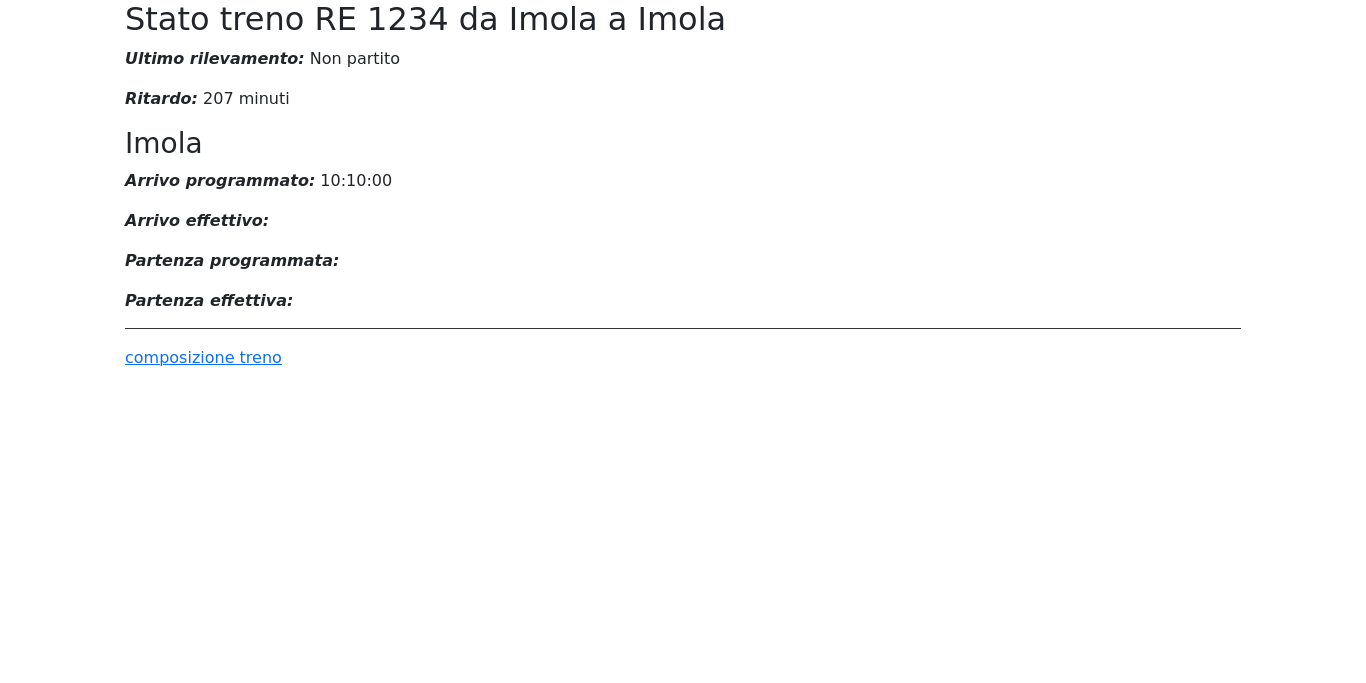 Stato treno RE 1234 da Imola a Imola
Ultimo rilevamento: Non partito
Ritardo: 207 minuti
Imola
Arrivo programmato: 10:10:00
Arrivo effettivo:
Partenza programmata:
Partenza effettiva:
composizione treno